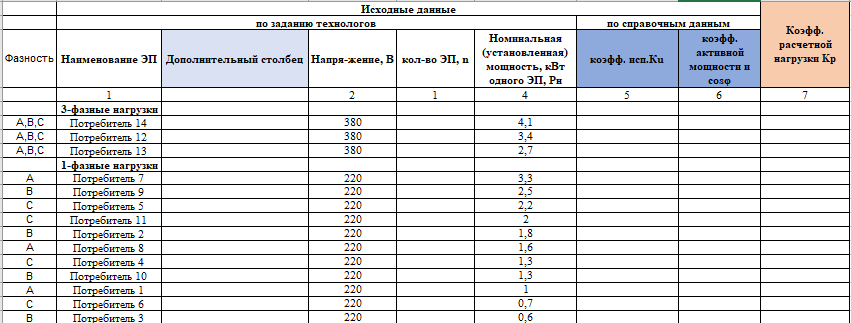 Исходные данные
по заданию технологов
по справочным данным
Фазность
Наименование ЭП
Дополнительный столбец
Напря-жение, В
кол-во ЭП, n
Номинальная
(установленная)
мощность, кВт
одного ЭП, Рн
коэфф. исп.Ки
коэфф.
активной
мощности и
cosφ
Коэфф.
расчетной
нагрузки Кр
1 2 1 4 5 6 7
3-фазные нагрузки
А,В,С Потребитель 14 380 4,1
А,В,С Потребитель 12 380 3,4
А,В,С Потребитель 13 380 2,7
1-фазные нагрузки
А Потребитель 7 220 3,3
В Потребитель 9 220 2,5
С Потребитель 5 220 2,2
С Потребитель 11 220 2
В Потребитель 2 220 1,8
А Потребитель 8 220 1,6
С Потребитель 4 220 1,3
В Потребитель 10 220 1,3
А Потребитель 1 220 1
С Потребитель 6 220 0,7
В Потребитель 3 220 0,6